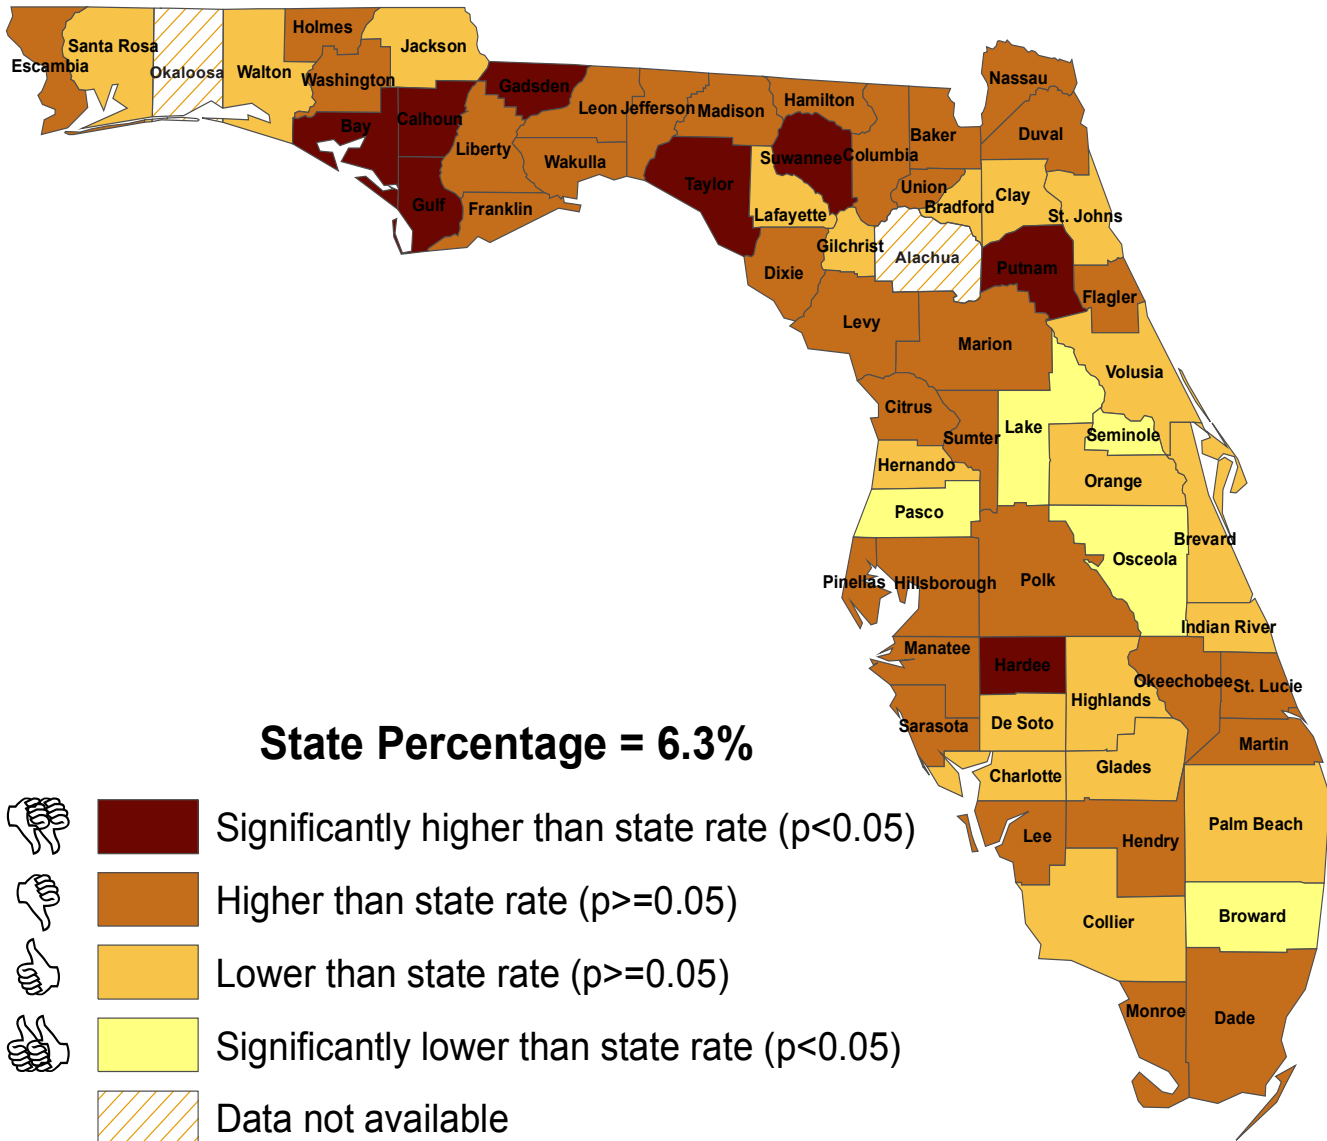 Holmes
Santa Rosa
Jackson
Escambia
Okaloosa
Walton
Washington
Gadsden
Nassau
Leon
Jefferson
Madison
Hamilton
Bay
Calhoun
Liberty
Wakulla
Suwannee
Columbia
Baker
Duval
Taylor
Union
Gulf
Franklin
Lafayette
Bradford
Clay
St. Johns
Gilchrist
Alachua
Dixie
Putnam
Flagler
Levy
Marion
Volusia
Citrus
Sumter
Lake
Seminole
Hernando
Orange
Pasco
Brevard
Osceola
Pinellas
Hillsborough
Polk
Indian River
Manatee
Hardee
Okeechobee
St. Lucie
Highlands
Sarasota
De Soto
Martin
Charlotte
Glades
Palm Beach
Lee
Hendry
Collier
Broward
Monroe
Dade
State Percentage = 6.3%
Significantly higher than state rate (p<0.05)
Higher than state rate (p>=0.05)
Lower than state rate (p>=0.05)
Significantly lower than state rate (p<0.05)
Data not available